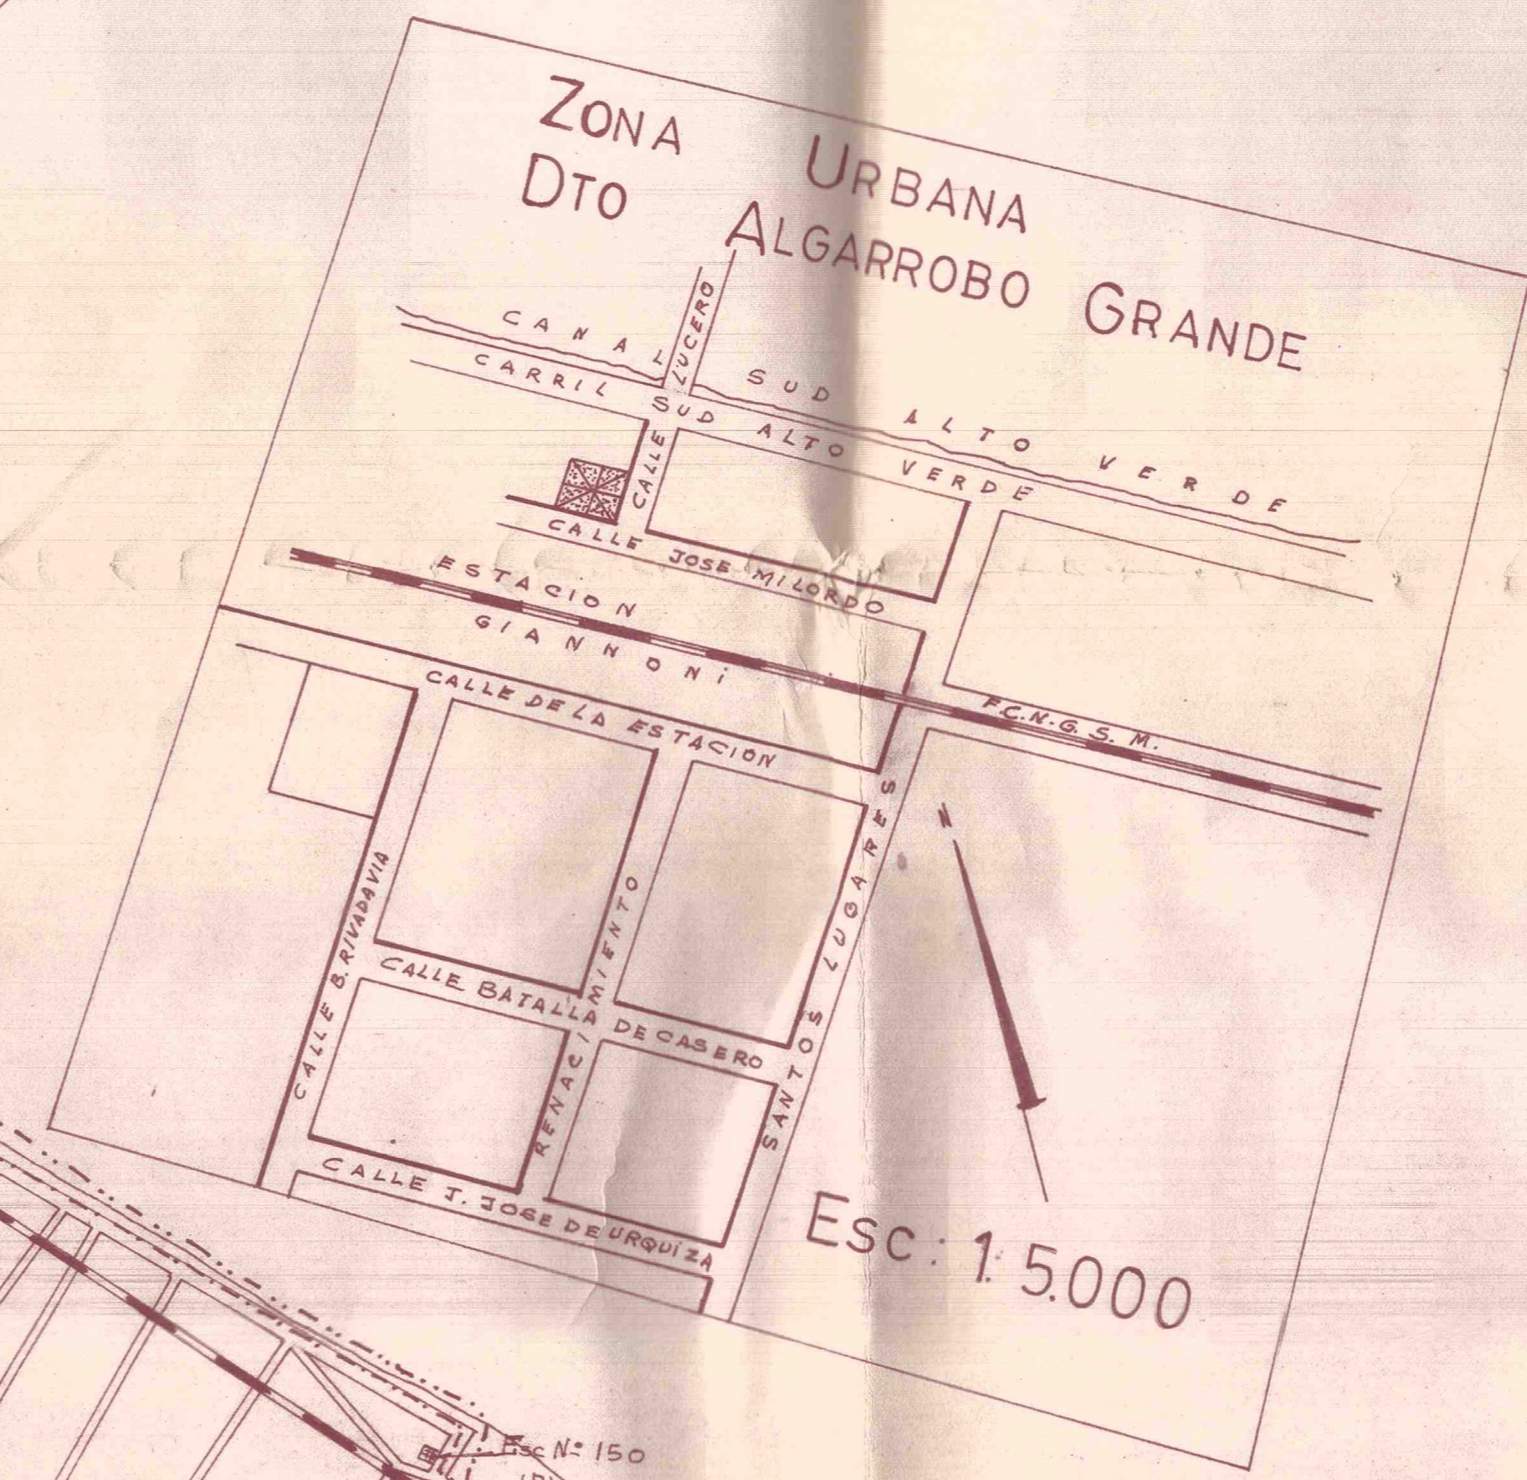 ZONA URBANA
DTO ALGARROBO GRANDE
CANAL SUD ALTO VERDE
CARRIL SUD ALTO VERDE
CALLE LUCERO
CALLE JOSE MILORDO
ESTACION
GIANNONI
F.C.N.G.S.M.
CALLE DE LA ESTACION
N
CALLE B. RIVADAVIA
RENACIMIENTO
SANTOS LUGARES
CALLE BATALLA DE CASERO
CALLE J. JOSE DE URQUIZA
ESC: 1:5.000
Esc Nº 150